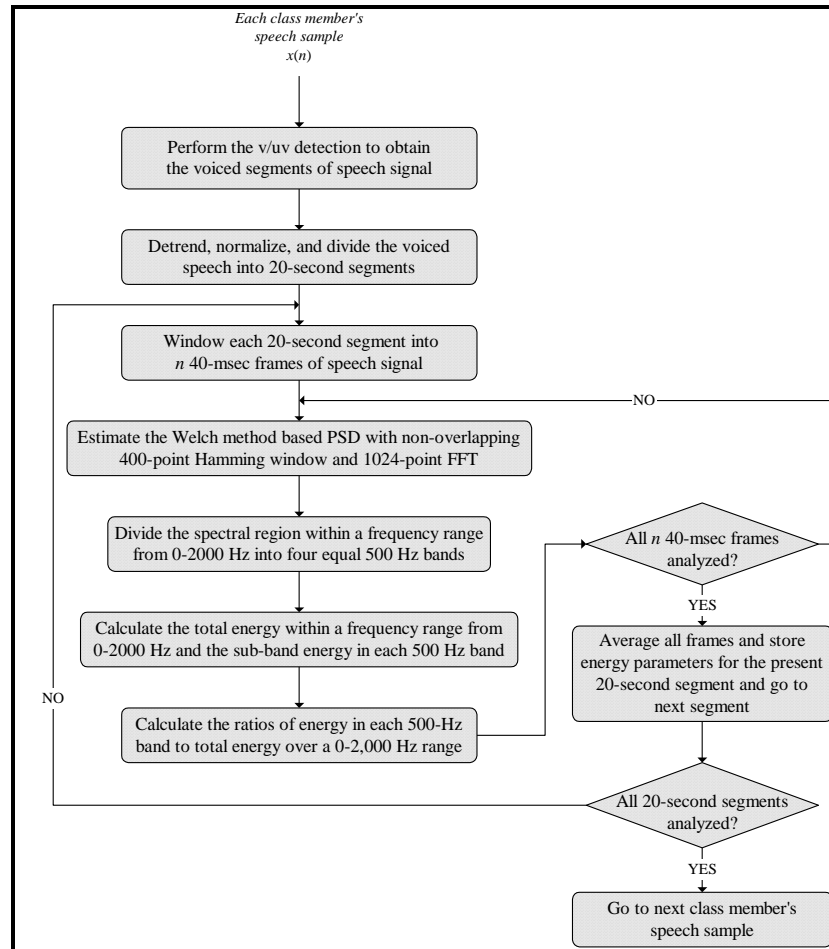 Each class member's
speech sample
x(n)
Perform the v/uv detection to obtain
the voiced segments of speech signal
Detrend, normalize, and divide the voiced
speech into 20-second segments
Window each 20-second segment into
n 40-msec frames of speech signal
NO
Estimate the Welch method based PSD with non-overlapping
400-point Hamming window and 1024-point FFT
Divide the spectral region within a frequency range
from 0-2000 Hz into four equal 500 Hz bands
All n 40-msec frames
analyzed?
YES
Calculate the total energy within a frequency range from
0-2000 Hz and the sub-band energy in each 500 Hz band
Average all frames and store
energy parameters for the present
20-second segment and go to
next segment
NO
Calculate the ratios of energy in each 500-Hz
band to total energy over a 0-2,000 Hz range
All 20-second segments
analyzed?
YES
Go to next class member's
speech sample